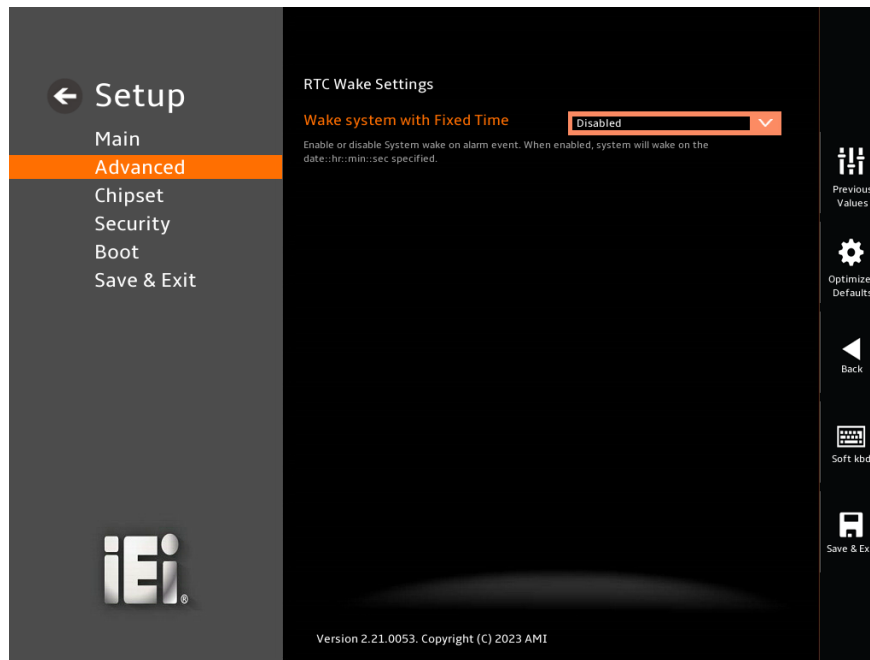 Setup
Main
Advanced
Chipset
Security
Boot
Save & Exit
iEi®
RTC Wake Settings
Wake system with Fixed Time
Disabled
Enable or disable System wake on alarm event. When enabled, system will wake on the
date::hr::min::sec specified.
Version 2.21.0053. Copyright (C) 2023 AMI
Previous
Values
Optimize
Defaults
Back
Soft kbd
Save & Ex